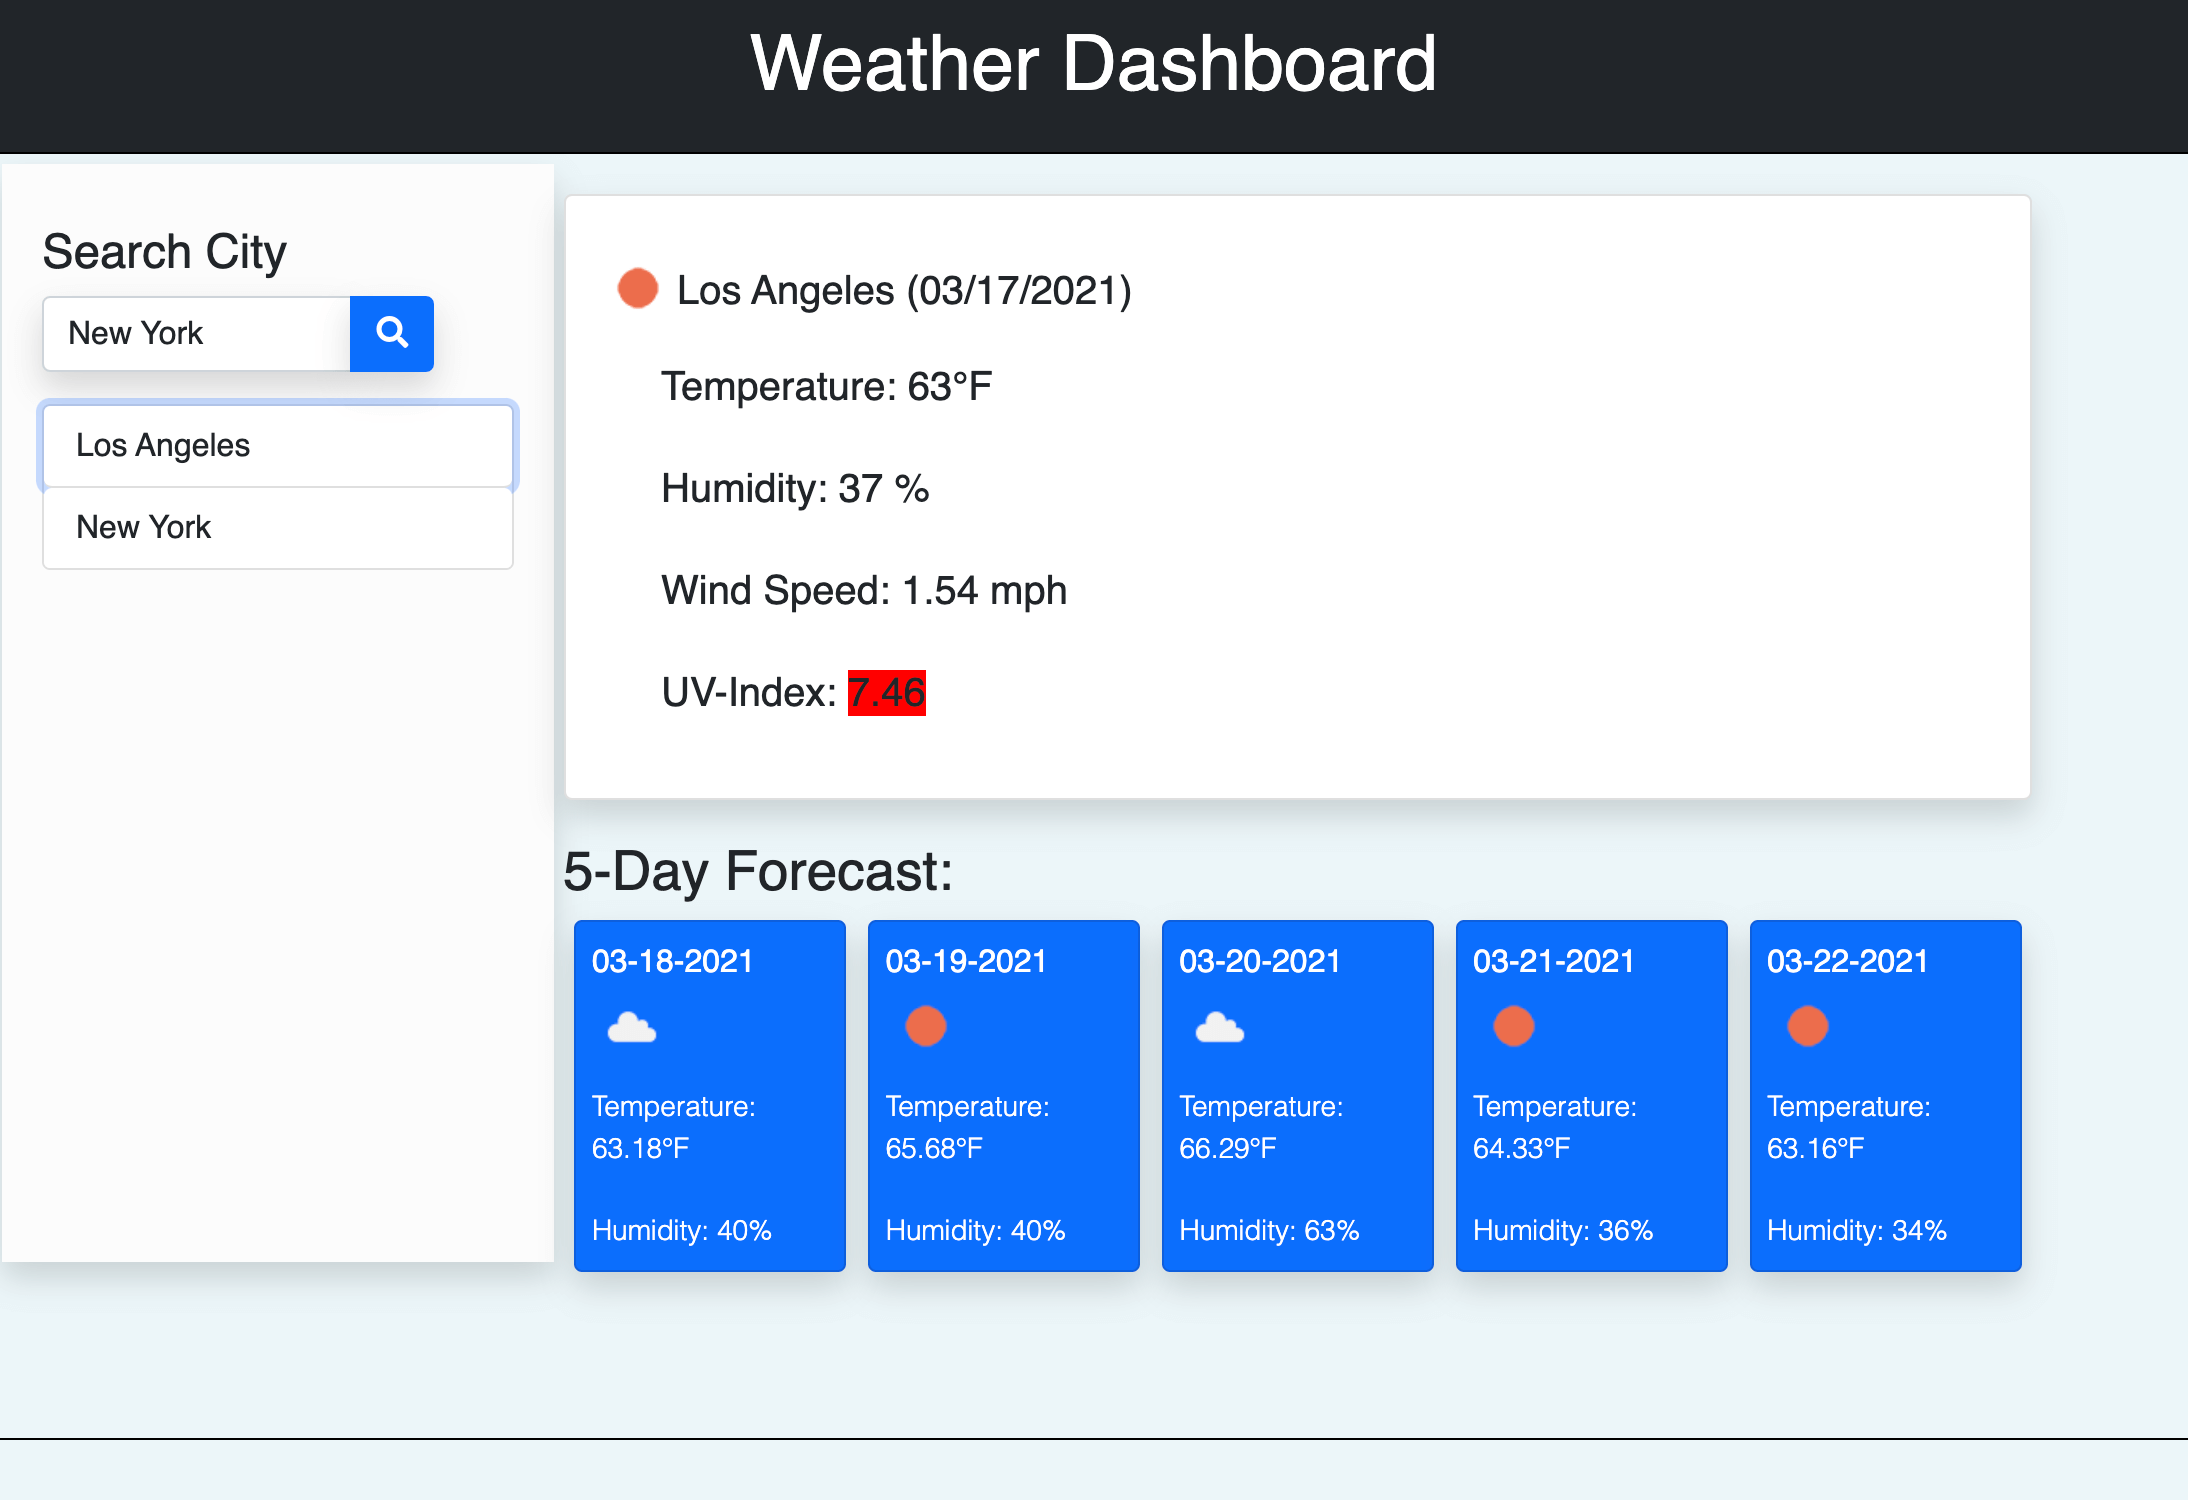 Weather Dashboard
Search City
New York
Los Angeles
New York
Los Angeles (03/17/2021)
Temperature: 63°F
Humidity: 37 %
Wind Speed: 1.54 mph
UV-Index: 7.46
5-Day Forecast:
03-18-2021
Temperature:
63.18°F
Humidity: 40%
03-19-2021
Temperature:
65.68°F
Humidity: 40%
03-20-2021
Temperature:
66.29°F
Humidity: 63%
03-21-2021
Temperature:
64.33°F
Humidity: 36%
03-22-2021
Temperature:
63.16°F
Humidity: 34%